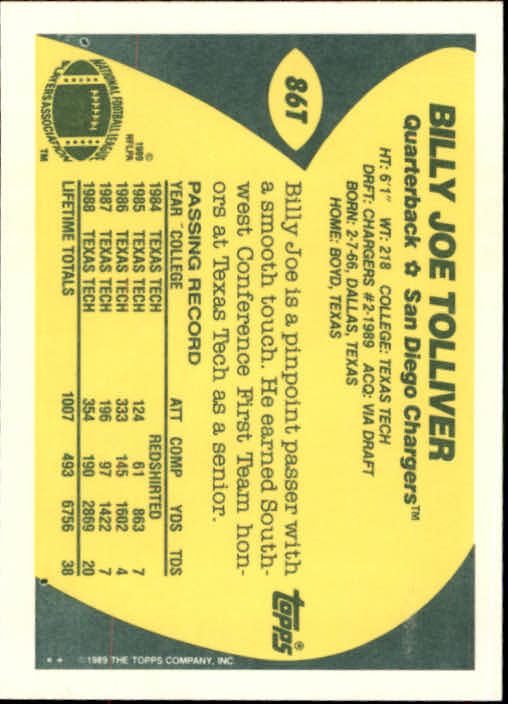 86T
BILLY JOE TOLLIVER
Quarterback ✩ San Diego Chargers™
HT: 6'1" WT: 218 COLLEGE: TEXAS TECH
DRFT: CHARGERS #2-1989 ACQ: VIA DRAFT
BORN: 2-7-66, DALLAS, TEXAS
HOME: BOYD, TEXAS
Billy Joe is a pinpoint passer with
a smooth touch. He earned South-
west Conference First Team hon-
ors at Texas Tech as a senior.
topps®
PASSING RECORD
YEAR COLLEGE ATT COMP YDS TDS
1984 TEXAS TECH REDSHIRTED
1985 TEXAS TECH 124 61 863 7
1986 TEXAS TECH 333 145 1602 4
1987 TEXAS TECH 196 97 1422 7
1988 TEXAS TECH 354 190 2869 20
LIFETIME TOTALS 1007 493 6756 38
NATIONAL FOOTBALL LEAGUE
PLAYERS ASSOCIATION
™
©
1989
NFLPA
** ©1989 THE TOPPS COMPANY, INC.